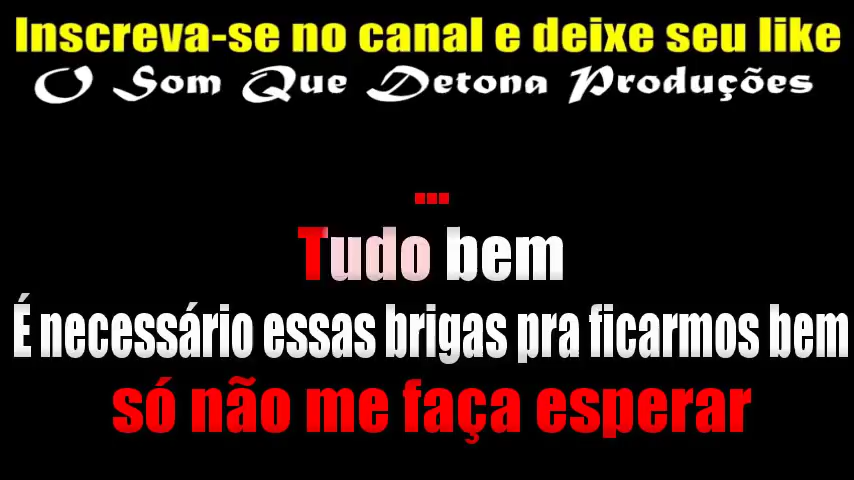 Inscreva-se no canal e deixe seu like
O Som Que Detona Produções
...
Tudo bem
É necessário essas brigas pra ficarmos bem
só não me faça esperar